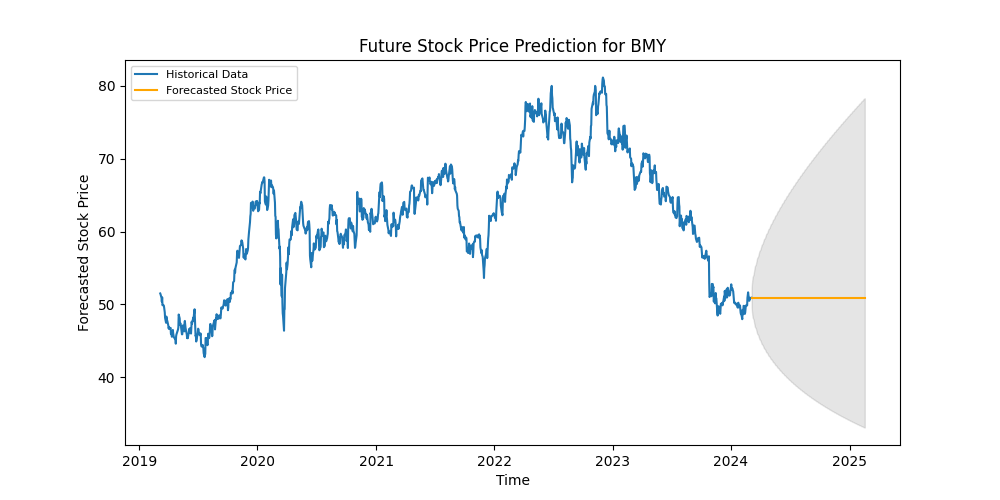 Future Stock Price Prediction for BMY
Historical Data
Forecasted Stock Price
80
70
60
50
40
Forecasted Stock Price
2019
2020
2021
2022
2023
2024
2025
Time